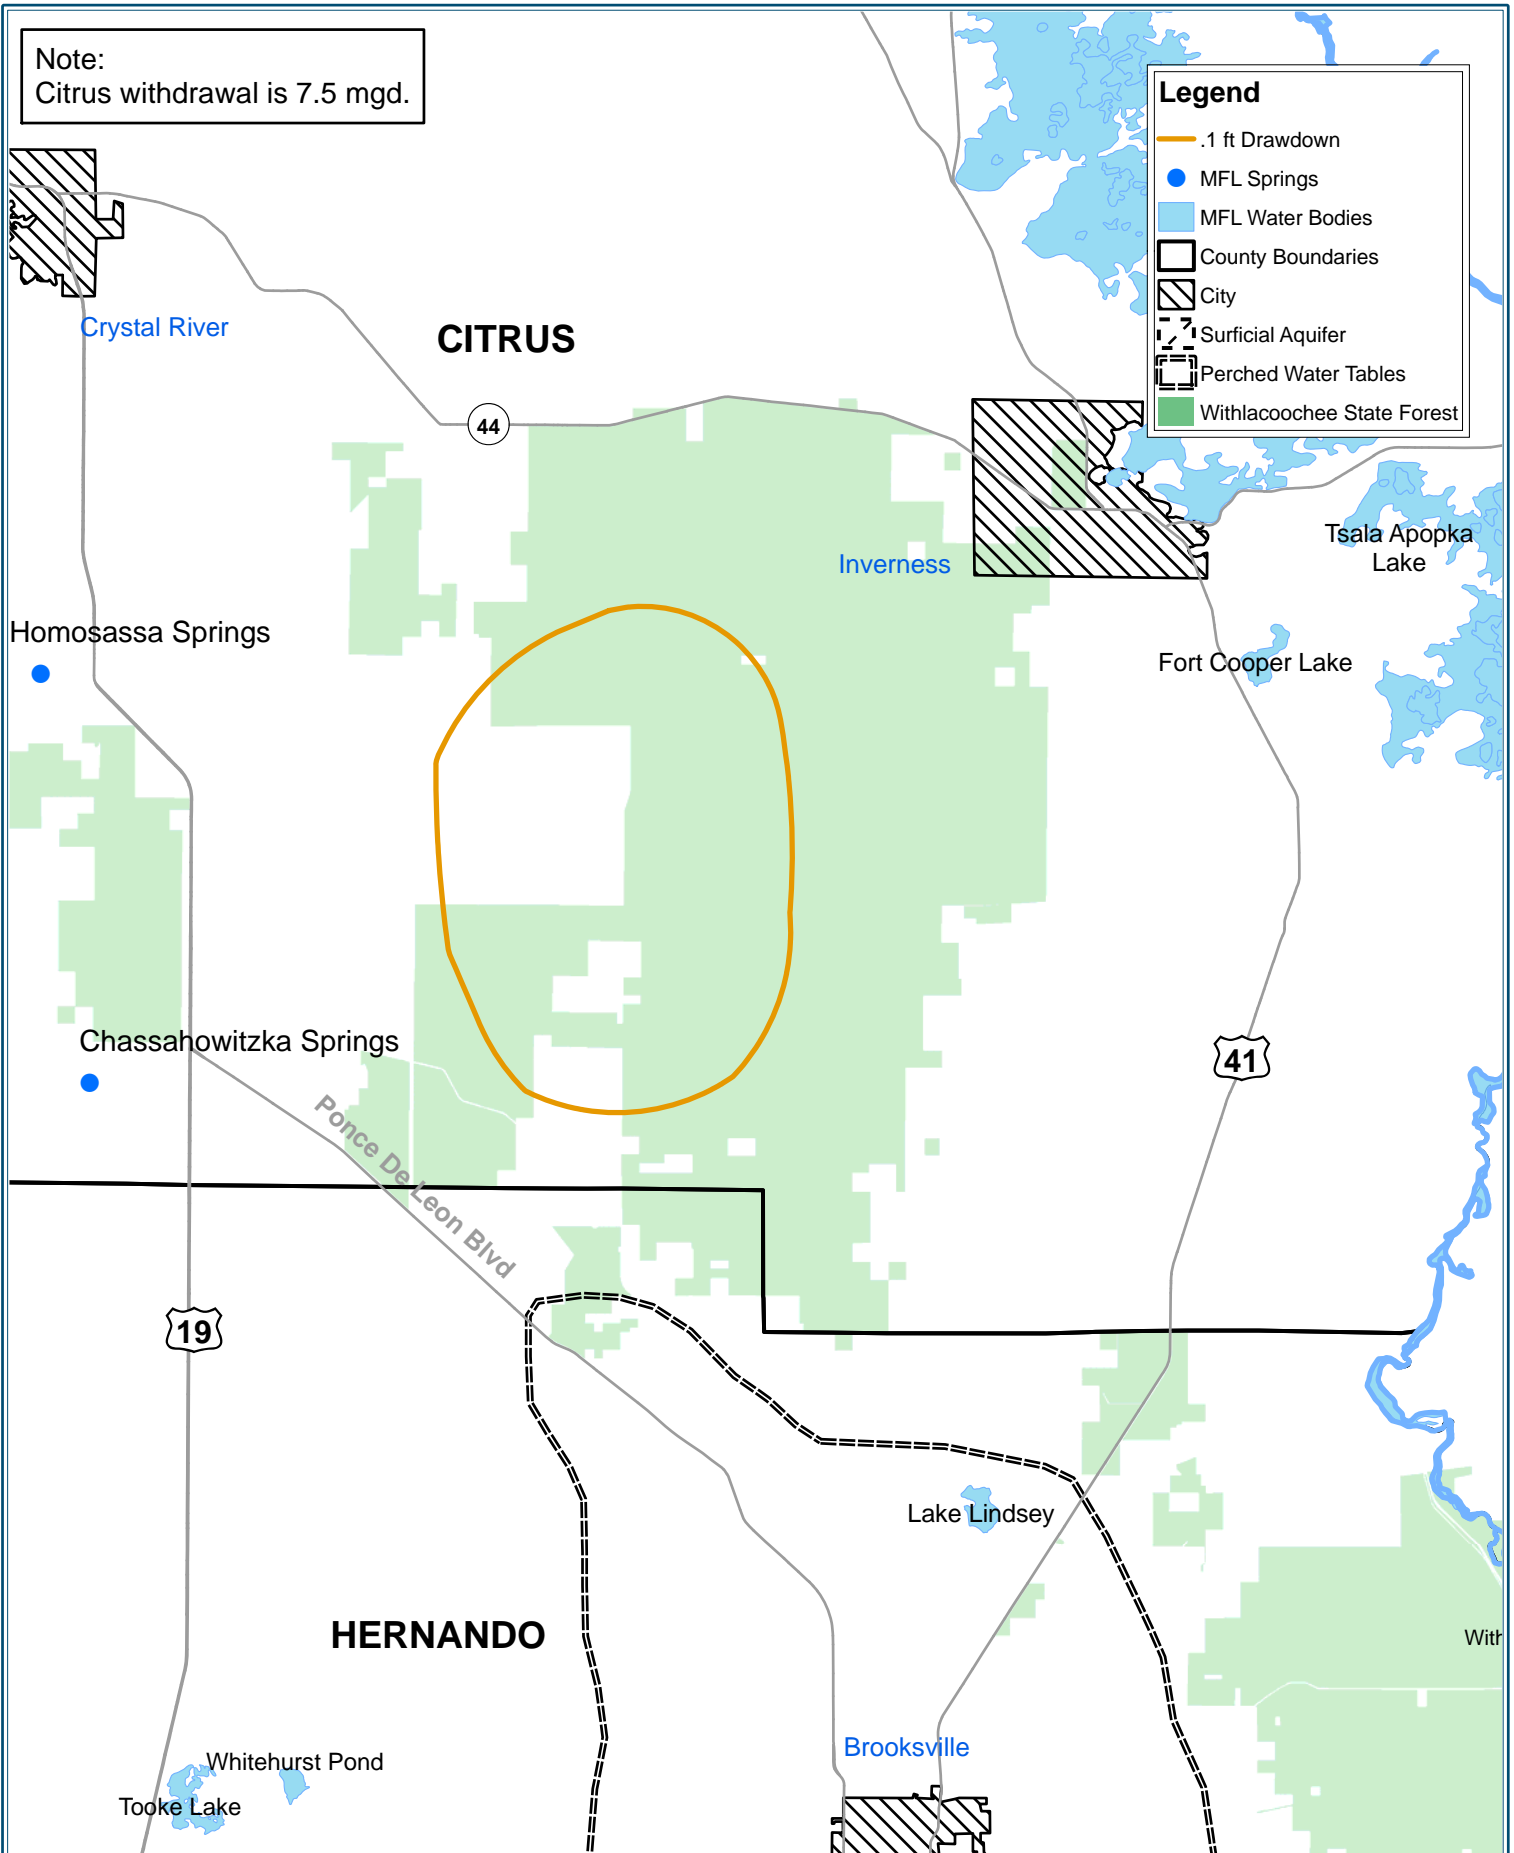 Note:
Citrus withdrawal is 7.5 mgd.
Legend
.1 ft Drawdown
MFL Springs
MFL Water Bodies
County Boundaries
City
Surficial Aquifer
Perched Water Tables
Withlacoochee State Forest
Crystal River
CITRUS
44
Inverness
Tsala Apopka
Lake
Homosassa Springs
Fort Cooper Lake
Chassahowitzka Springs
41
Ponce De Leon Blvd
19
Lake Lindsey
HERNANDO
With
Brooksville
Whitehurst Pond
Tooke Lake